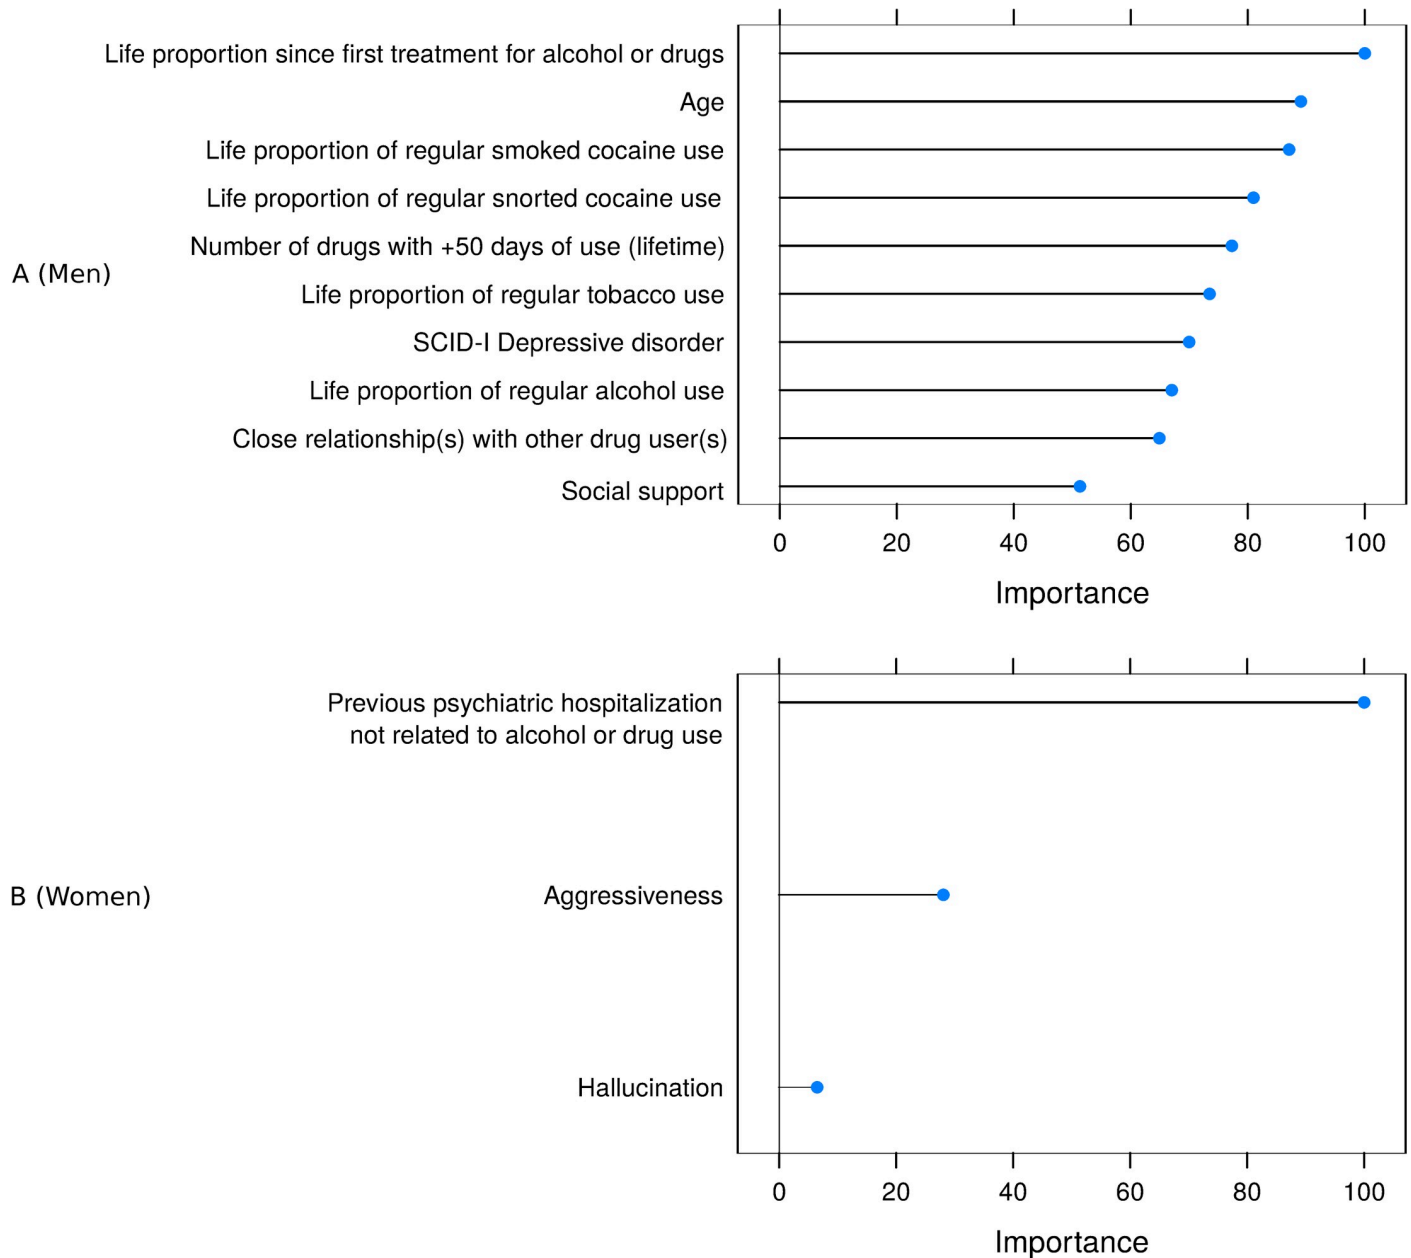 Life proportion since first treatment for alcohol or drugs
Age
Life proportion of regular smoked cocaine use
Life proportion of regular snorted cocaine use
Number of drugs with +50 days of use (lifetime)
A (Men)
Life proportion of regular tobacco use
SCID-I Depressive disorder
Life proportion of regular alcohol use
Close relationship(s) with other drug user(s)
Social support
0 20 40 60 80 100
Importance
Previous psychiatric hospitalization
not related to alcohol or drug use
B (Women)
Aggressiveness
Hallucination
0 20 40 60 80 100
Importance